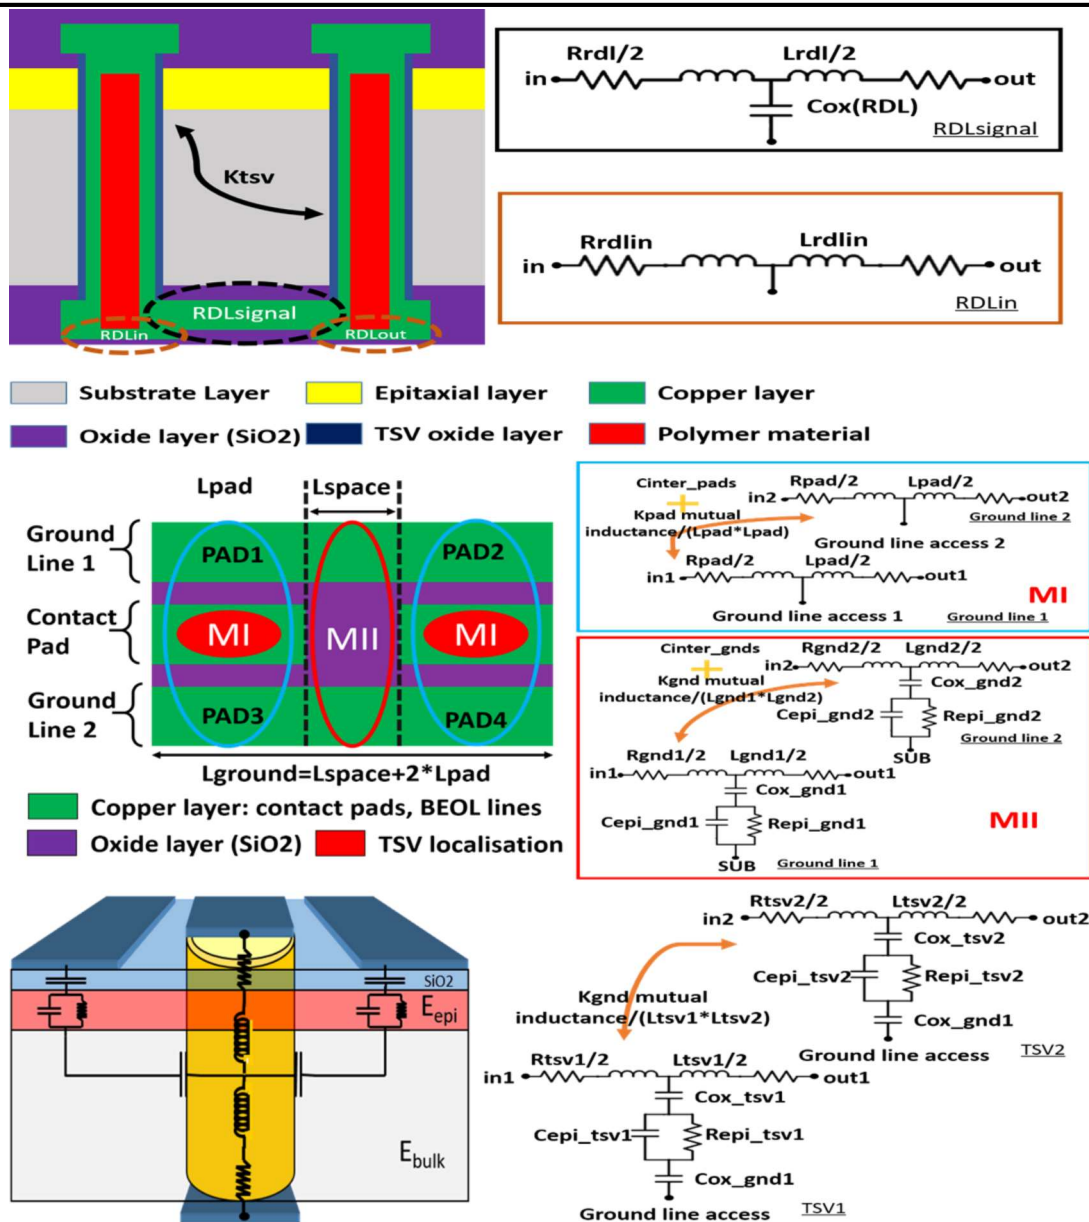 Ktsv
RDLsignal
RDLin
RDLout
Rrdl/2
Lrdl/2
in
out
Cox(RDL)
RDLsignal
Rrdlin
Lrdlin
in
out
RDLin
Substrate Layer
Epitaxial layer
Copper layer
Oxide layer (SiO2)
TSV oxide layer
Polymer material
Lpad
Lspace
Ground
Line 1
Contact
Pad
Ground
Line 2
PAD1
PAD2
MI
MII
MI
PAD3
PAD4
Lground=Lspace+2*Lpad
Copper layer: contact pads, BEOL lines
Oxide layer (SiO2)
TSV localisation
Cinter_pads
Rpad/2
Lpad/2
in2
out2
Kpad mutual
inductance/(Lpad*Lpad)
Ground line 2
Ground line access 2
Rpad/2
Lpad/2
in1
out1
Ground line access 1
Ground line 1
MI
Cinter_gnds
Rgnd2/2
Lgnd2/2
in2
out2
Kgnd mutual
inductance/(Lgnd1*Lgnd2)
Cox_gnd2
Cepi_gnd2
Repi_gnd2
SUB
Ground line 2
Rgnd1/2
Lgnd1/2
in1
out1
Cox_gnd1
Cepi_gnd1
Repi_gnd1
SUB
Ground line 1
MII
SiO2
Eepi
Ebulk
Rtsv2/2
Ltsv2/2
in2
out2
Cox_tsv2
Cepi_tsv2
Repi_tsv2
Cox_gnd1
Ground line access
TSV2
Kgnd mutual
inductance/(Ltsv1*Ltsv2)
Rtsv1/2
Ltsv1/2
in1
out1
Cox_tsv1
Cepi_tsv1
Repi_tsv1
Cox_gnd1
Ground line access
TSV1